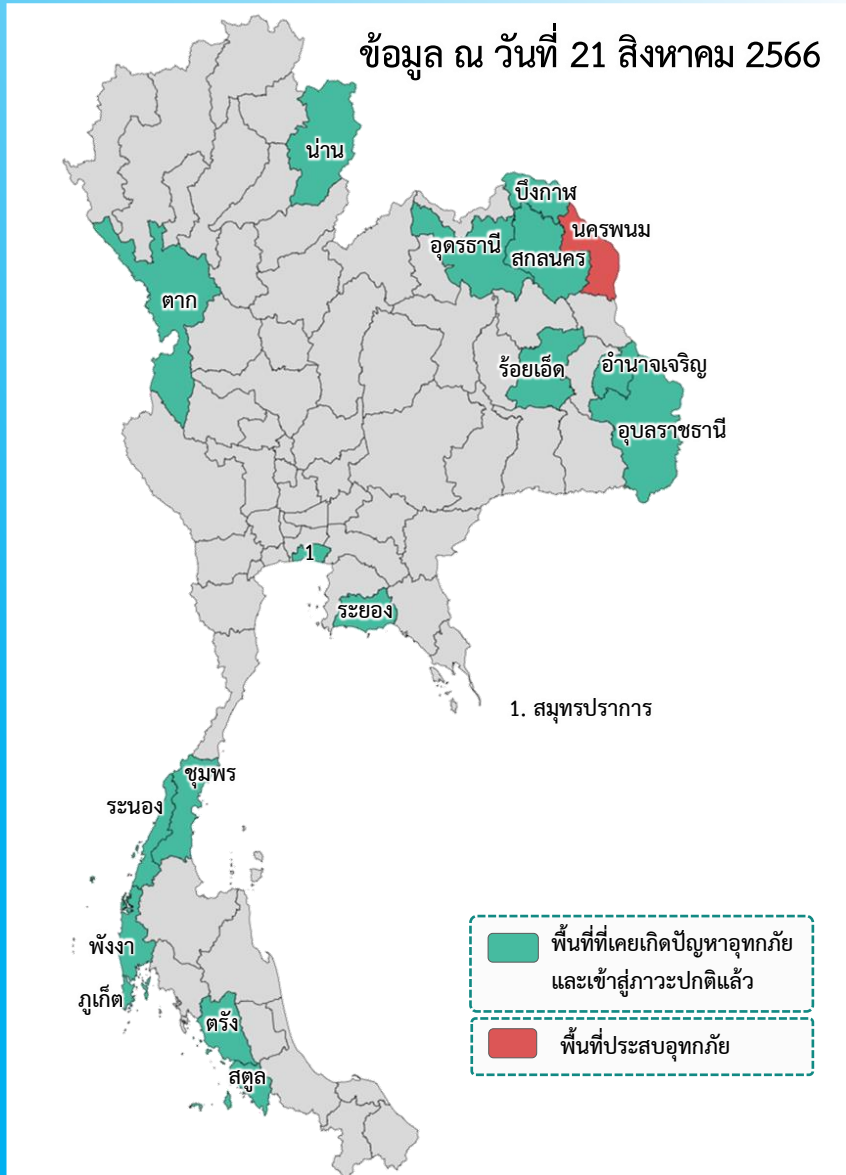 ข้อมูล ณ วันที่ 21 สิงหาคม 2566
น่าน
บึงกาฬ
นครพนม
อุดรธานี
สกลนคร
ตาก
ร้อยเอ็ด
อำนาจเจริญ
อุบลราชธานี
1
ระยอง
1. สมุทรปราการ
ชุมพร
ระนอง
พังงา
ภูเก็ต
ตรัง
สตูล
พื้นที่ที่เคยเกิดปัญหาอุทกภัย
และเข้าสู่ภาวะปกติแล้ว
พื้นที่ประสบอุทกภัย